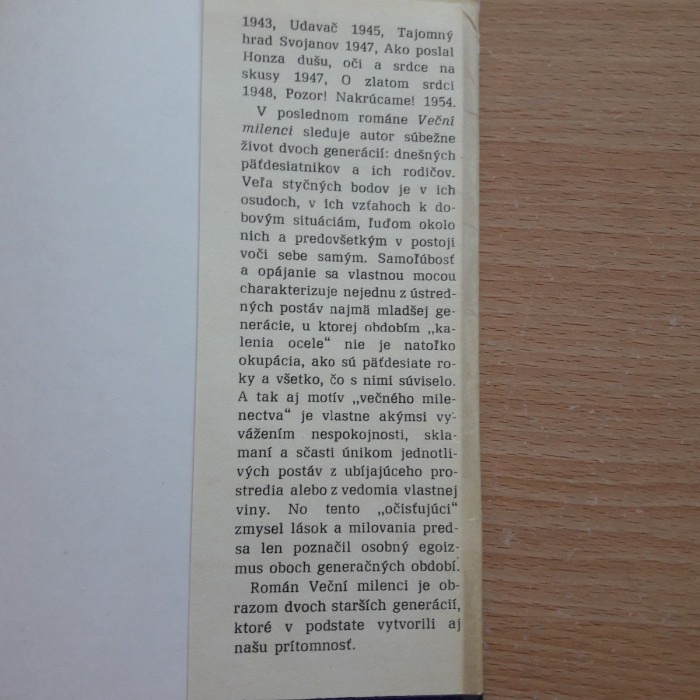 1943, Udavač 1945, Tajomný
hrad Svojanov 1947, Ako poslal
Honza dušu, oči a srdce na
skusy 1947, O zlatom srdci
1948, Pozor! Nakrúcame! 1954.
V poslednom románe Veční
milenci sleduje autor súbežne
život dvoch generácií: dnešných
päťdesiatnikov a ich rodičov.
Veľa styčných bodov je v ich
osudoch, v ich vzťahoch k do-
bovým situáciám, ľuďom okolo
nich a predovšetkým v postoji
voči sebe samým. Samoľúbosť
a opájanie sa vlastnou mocou
charakterizuje nejednu z ústred-
ných postáv najmä mladšej ge-
nerácie, u ktorej obdobím „ka-
lenia ocele“ nie je natoľko
okupácia, ako sú päťdesiate ro-
ky a všetko, čo s nimi súviselo.
A tak aj motív „večného mile-
nectva“ je vlastne akýmsi vy-
vážením nespokojnosti, skla-
maní a sčasti únikom jednotli-
vých postáv z ubíjajúceho pro-
stredia alebo z vedomia vlastnej
viny. No tento „očisťujúci“
zmysel lások a milovania pred-
sa len poznačil osobný egoiz-
mus oboch generačných období.
Román Veční milenci je ob-
razom dvoch starších generácií,
ktoré v podstate vytvorili aj
našu prítomnosť.